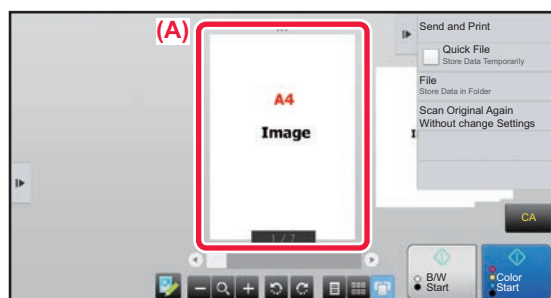 (A)
A4
Image
1 / 7
Send and Print
Quick File
Store Data Temporarily
File
Store Data in Folder
Scan Original Again
Without change Settings
CA
B/W
Start
Color
Start